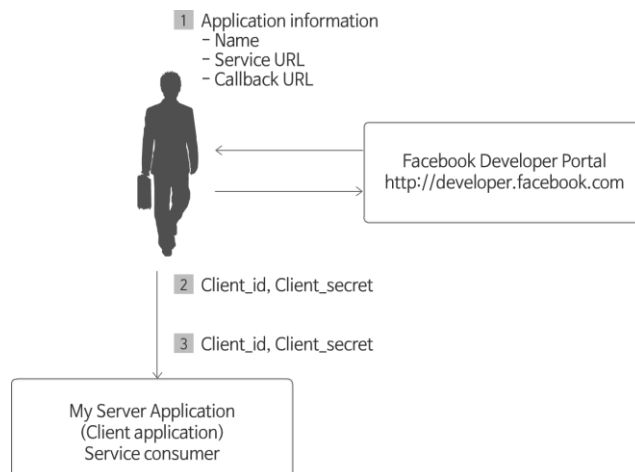 1 Application information
- Name
- Service URL
- Callback URL
Facebook Developer Portal
http://developer.facebook.com
2 Client_id, Client_secret
3 Client_id, Client_secret
My Server Application
(Client application)
Service consumer